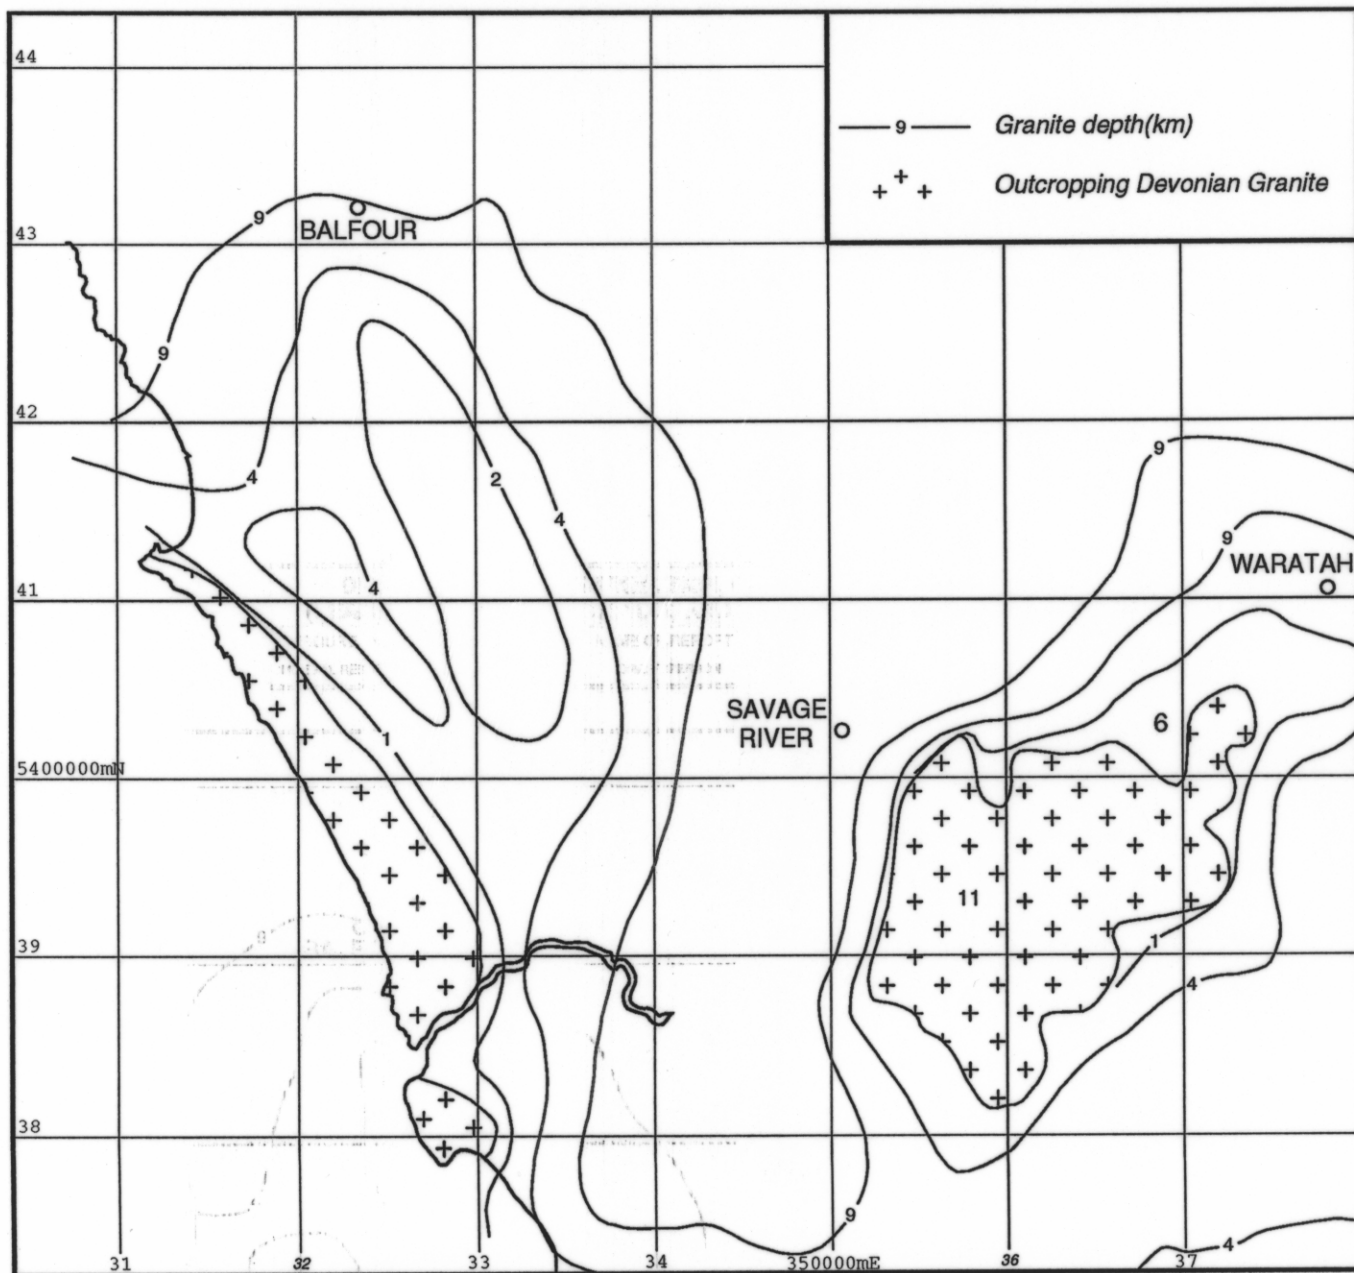 44
9 Granite depth(km)
Outcropping Devonian Granite
9
BALFOUR
43
9
42
9
4
2
4
9
WARATAH
4
41
SAVAGE
RIVER
6
1
5400000mN
11
39
1
4
38
9
4
31 32 33 34 350000mE 36 37